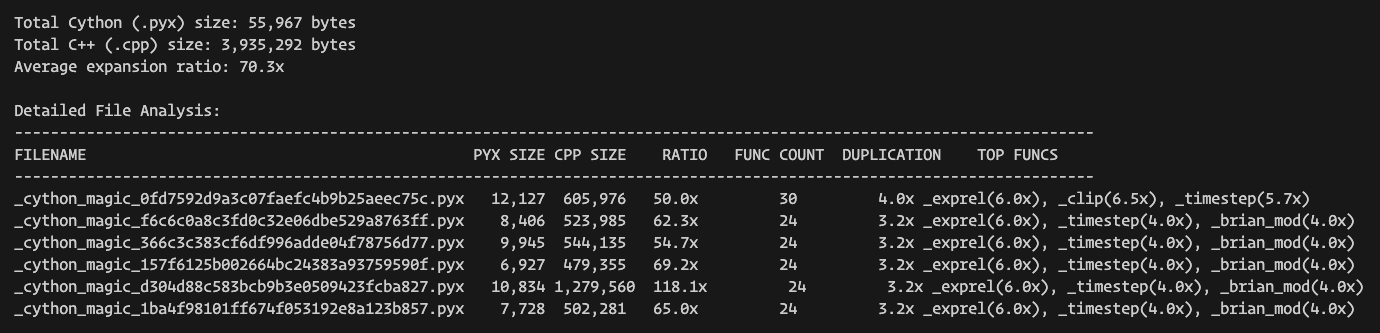 Total Cython (.pyx) size: 55,967 bytes
Total C++ (.cpp) size: 3,935,292 bytes
Average expansion ratio: 70.3x
Detailed File Analysis:
------------------------------------------------------------------------------------------------------------------------
FILENAME PYX SIZE CPP SIZE RATIO FUNC COUNT DUPLICATION TOP FUNCS
------------------------------------------------------------------------------------------------------------------------
_cython_magic_0fd7592d9a3c07faefc4b9b25aeec75c.pyx 12,127 605,976 50.0x 30 4.0x _exprel(6.0x), _clip(6.5x), _timestep(5.7x)
_cython_magic_f6c6c0a8c3fd0c32e06dbe529a8763ff.pyx 8,406 523,985 62.3x 24 3.2x _exprel(6.0x), _timestep(4.0x), _brian_mod(4.0x)
_cython_magic_366c3c383cf6df996adde04f78756d77.pyx 9,945 544,135 54.7x 24 3.2x _exprel(6.0x), _timestep(4.0x), _brian_mod(4.0x)
_cython_magic_157f6125b002664bc24383a93759590f.pyx 6,927 479,355 69.2x 24 3.2x _exprel(6.0x), _timestep(4.0x), _brian_mod(4.0x)
_cython_magic_d304d88c583bcb9b3e0509423fcba827.pyx 10,834 1,279,560 118.1x 24 3.2x _exprel(6.0x), _timestep(4.0x), _brian_mod(4.0x)
_cython_magic_1ba4f98101ff674f053192e8a123b857.pyx 7,728 502,281 65.0x 24 3.2x _exprel(6.0x), _timestep(4.0x), _brian_mod(4.0x)